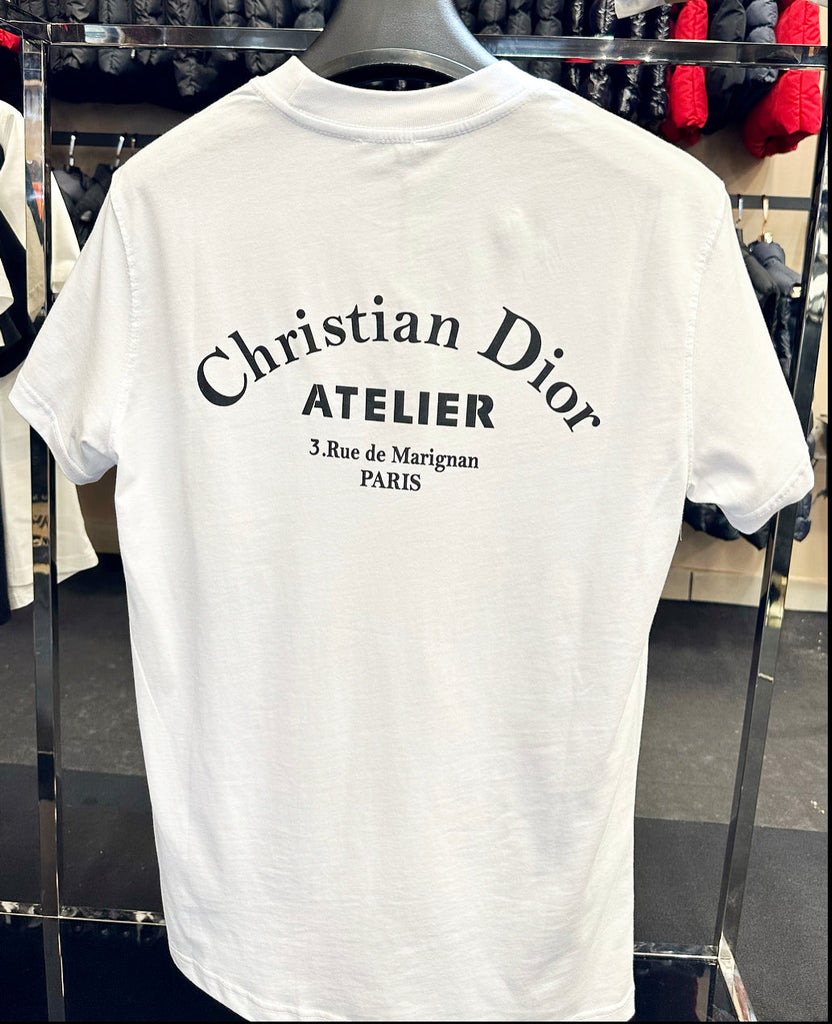 Christian Dior
ATELIER
3.Rue de Marignan
PARIS